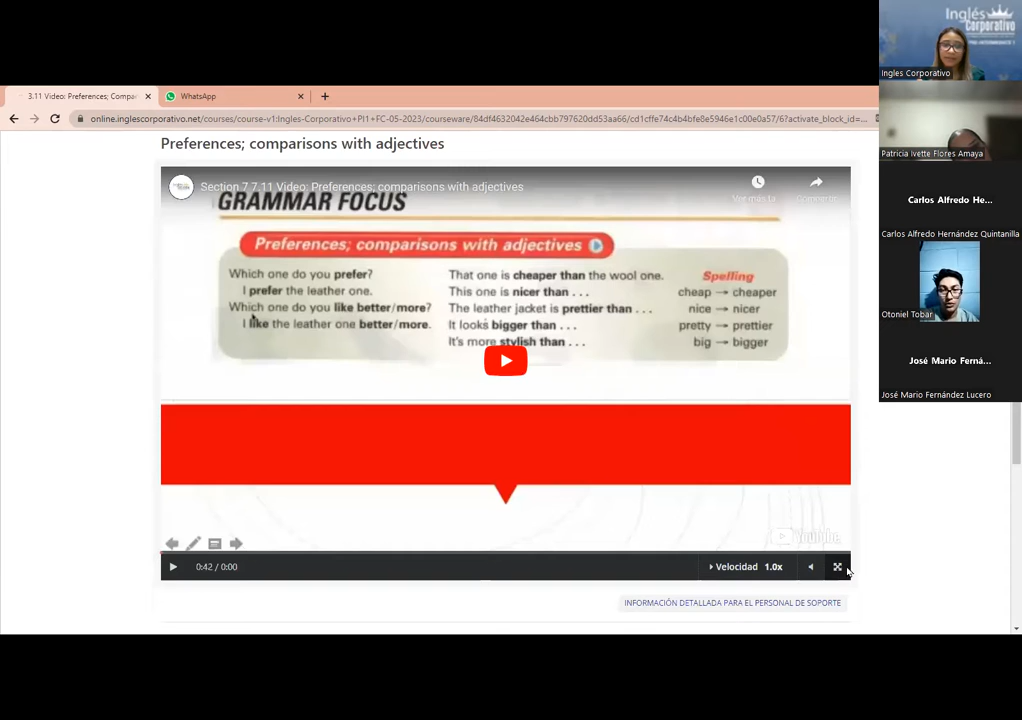 3.11 Video: Preferences; Compa
WhatsApp
online.inglescorporativo.net/courses/course-v1:Ingles-Corporativo+PI1+FC-05-2023/courseware/84df4632042e464cbb797620dd53aa66/cd1cffe74c4b4bfe8e5946e1c00e0a57/6?activate_block_id=...
Preferences; comparisons with adjectives
Section 7 7.11 Video: Preferences; comparisons with adjectives
Ver más ta
GRAMMAR FOCUS
Preferences; comparisons with adjectives
Which one do you prefer?
I prefer the leather one.
Which one do you like better/more?
I like the leather one better/more.
That one is cheaper than the wool one.
This one is nicer than . . .
The leather jacket is prettier than . . .
It looks bigger than . . .
It's more stylish than . . .
Spelling
cheap → cheaper
nice → nicer
pretty → prettier
big → bigger
YouTube
0:42 / 0:00
Velocidad 1.0x
INFORMACIÓN DETALLADA PARA EL PERSONAL DE SOPORTE
Inglés
Corporativo
Ingles Corporativo
Patricia Ivette Flores Amaya
Carlos Alfredo He...
Carlos Alfredo Hernández Quintanilla
Otoniel Tobar
José Mario Ferná...
José Mario Fernández Lucero